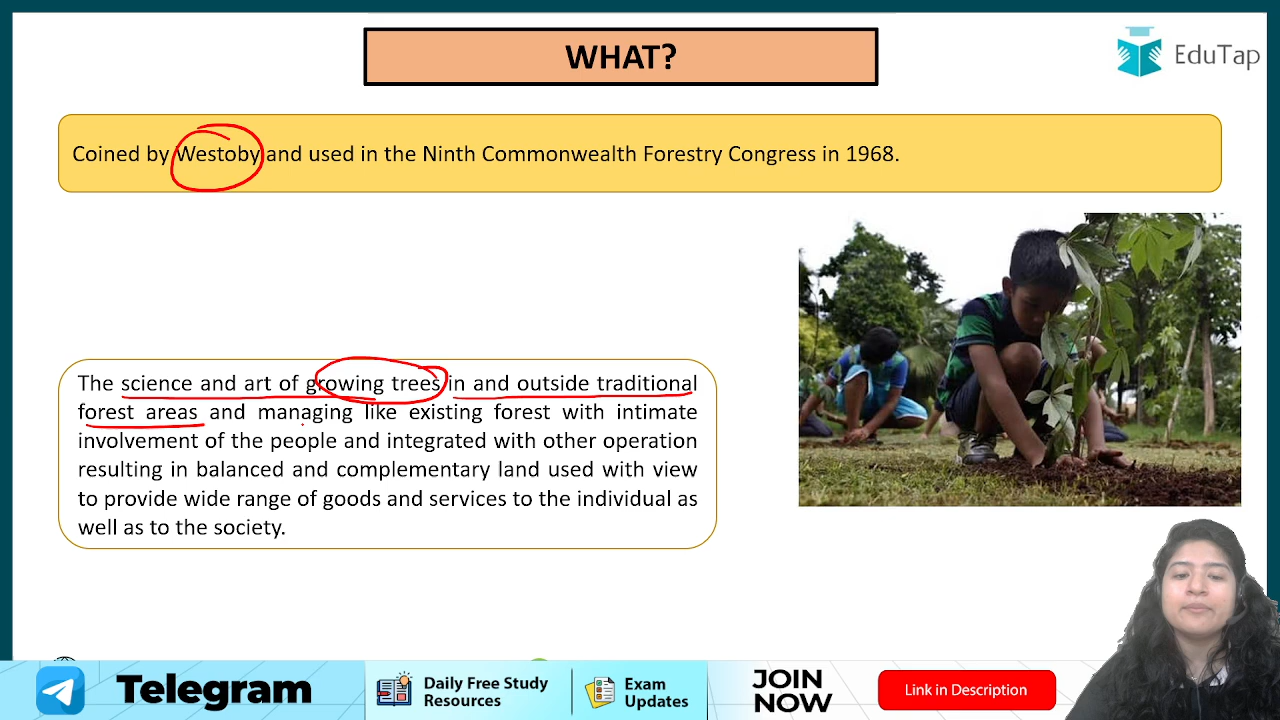 WHAT?
EduTap
Coined by Westoby and used in the Ninth Commonwealth Forestry Congress in 1968.
The science and art of growing trees in and outside traditional
forest areas and managing like existing forest with intimate
involvement of the people and integrated with other operation
resulting in balanced and complementary land used with view
to provide wide range of goods and services to the individual as
well as to the society.
Telegram
Daily Free Study
Resources
Exam
Updates
JOIN
NOW
Link in Description